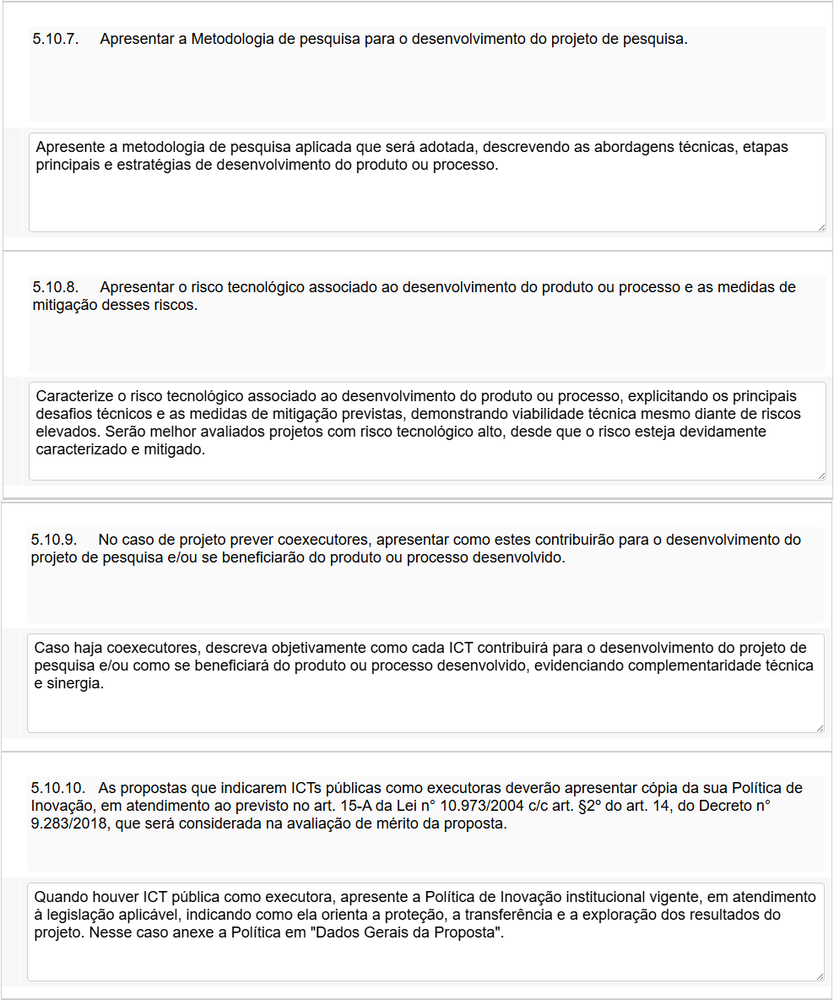 5.10.7. Apresentar a Metodologia de pesquisa para o desenvolvimento do projeto de pesquisa.
Apresente a metodologia de pesquisa aplicada que será adotada, descrevendo as abordagens técnicas, etapas
principais e estratégias de desenvolvimento do produto ou processo.
5.10.8. Apresentar o risco tecnológico associado ao desenvolvimento do produto ou processo e as medidas de
mitigação desses riscos.
Caracterize o risco tecnológico associado ao desenvolvimento do produto ou processo, explicitando os principais
desafios técnicos e as medidas de mitigação previstas, demonstrando viabilidade técnica mesmo diante de riscos
elevados. Serão melhor avaliados projetos com risco tecnológico alto, desde que o risco esteja devidamente
caracterizado e mitigado.
5.10.9. No caso de projeto prever coexecutores, apresentar como estes contribuirão para o desenvolvimento do
projeto de pesquisa e/ou se beneficiarão do produto ou processo desenvolvido.
Caso haja coexecutores, descreva objetivamente como cada ICT contribuirá para o desenvolvimento do projeto de
pesquisa e/ou como se beneficiará do produto ou processo desenvolvido, evidenciando complementaridade técnica
e sinergia.
5.10.10. As propostas que indicarem ICTs públicas como executoras deverão apresentar cópia da sua Política de
Inovação, em atendimento ao previsto no art. 15-A da Lei n° 10.973/2004 c/c art. §2º do art. 14, do Decreto n°
9.283/2018, que será considerada na avaliação de mérito da proposta.
Quando houver ICT pública como executora, apresente a Política de Inovação institucional vigente, em atendimento
à legislação aplicável, indicando como ela orienta a proteção, a transferência e a exploração dos resultados do
projeto. Nesse caso anexe a Política em "Dados Gerais da Proposta".